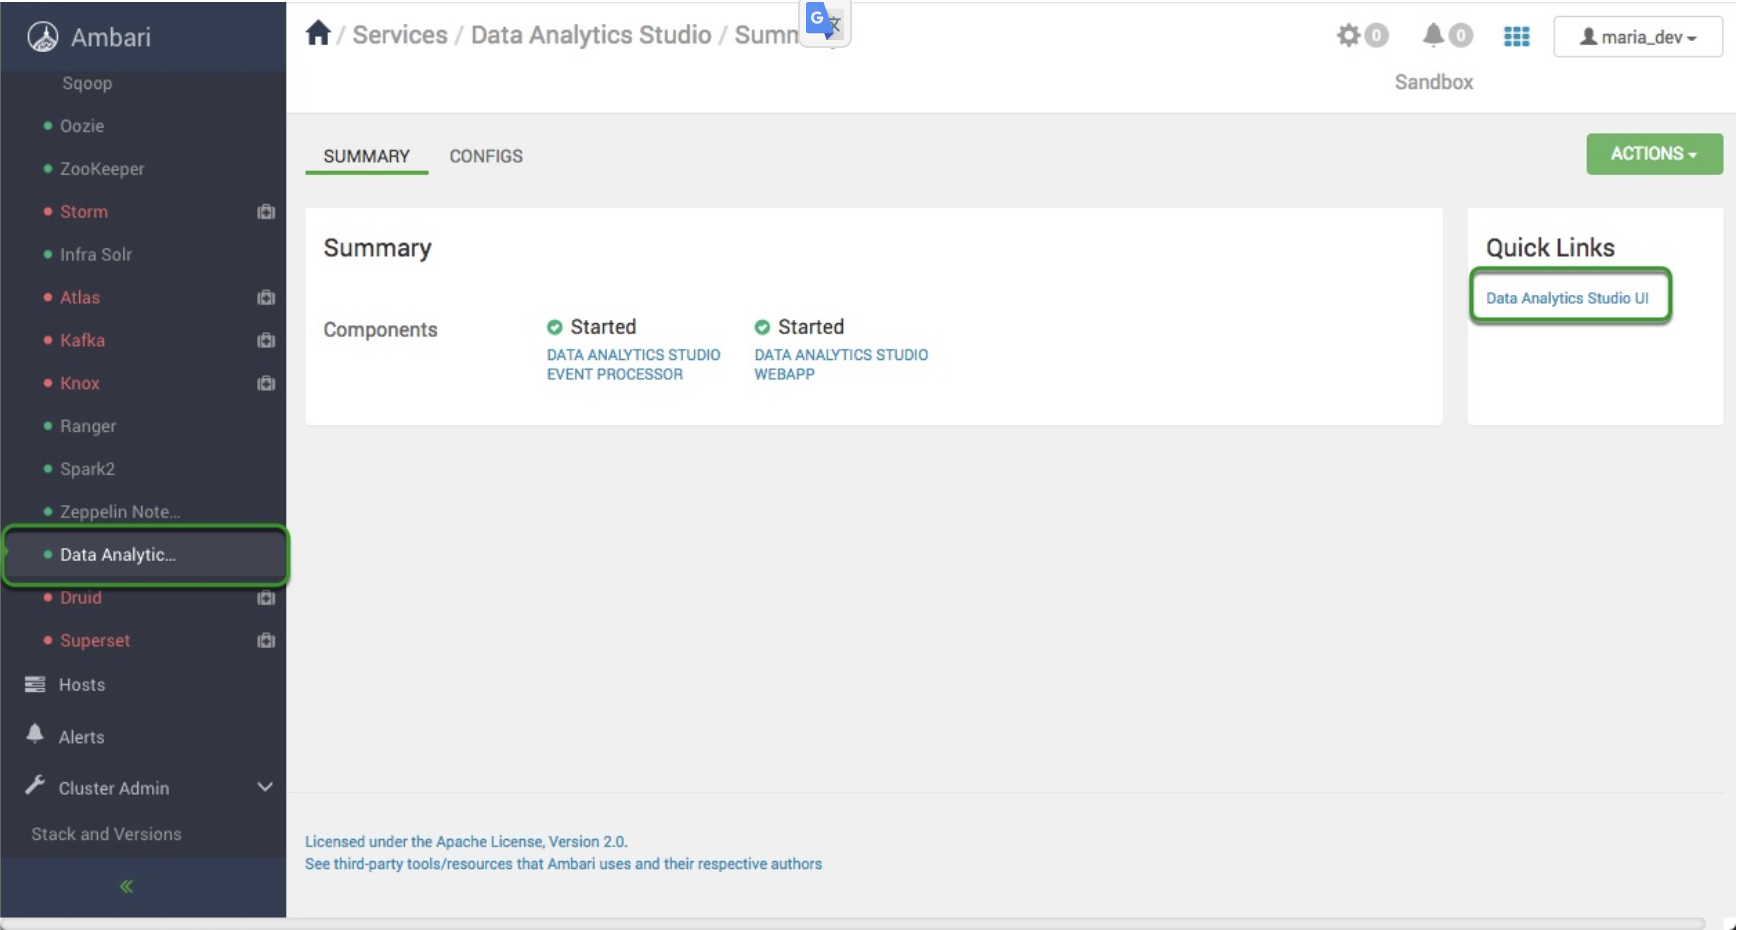 Ambari
Sqoop
Oozie
ZooKeeper
Storm
Infra Solr
Atlas
Kafka
Knox
Ranger
Spark2
Zeppelin Note...
Data Analytic...
Druid
Superset
Hosts
Alerts
Cluster Admin
Stack and Versions
«
/ Services / Data Analytics Studio / Summ
G
0
0
maria_dev
Sandbox
SUMMARY CONFIGS
ACTIONS
Summary
Components
Started
DATA ANALYTICS STUDIO
EVENT PROCESSOR
Started
DATA ANALYTICS STUDIO
WEBAPP
Quick Links
Data Analytics Studio UI
Licensed under the Apache License, Version 2.0.
See third-party tools/resources that Ambari uses and their respective authors